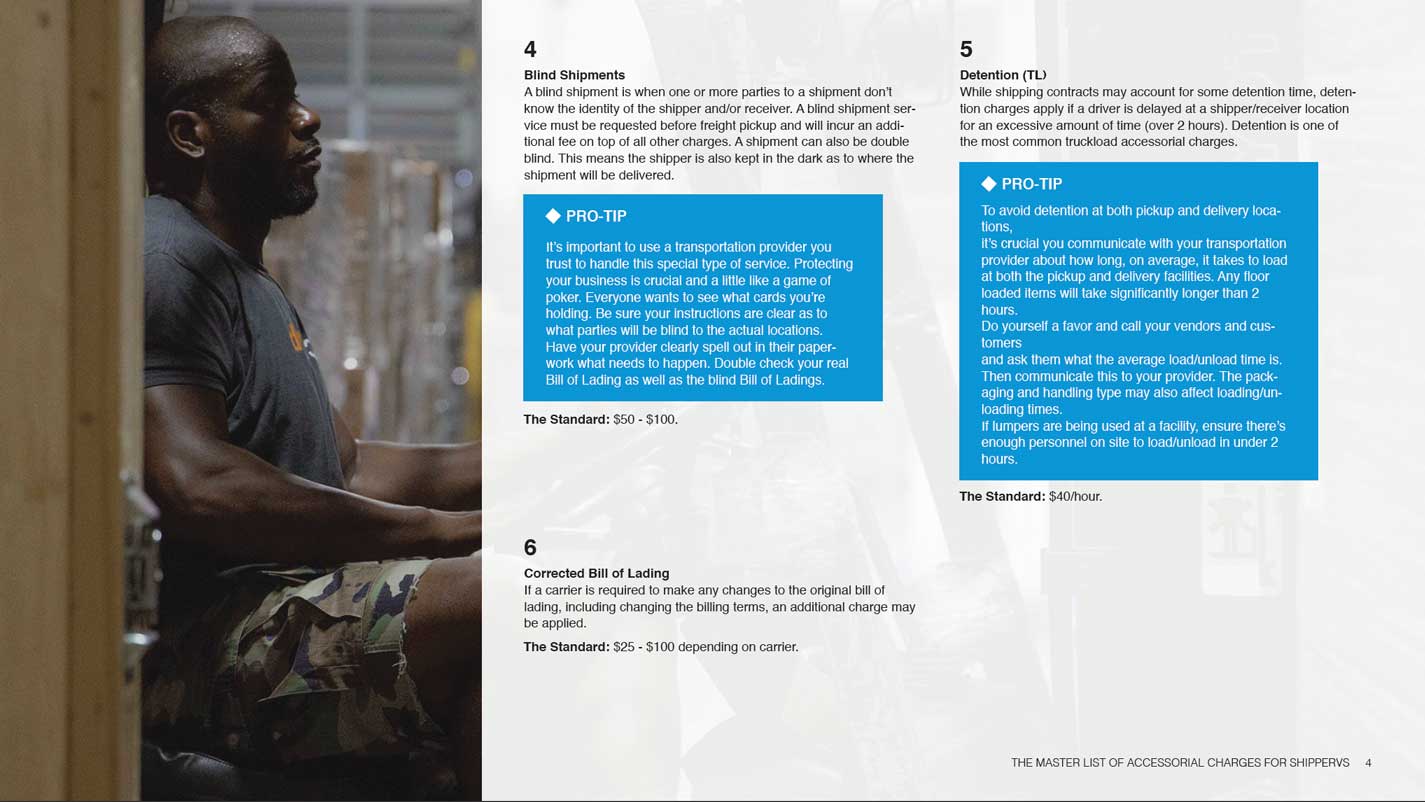 4
Blind Shipments
A blind shipment is when one or more parties to a shipment don't
know the identity of the shipper and/or receiver. A blind shipment ser-
vice must be requested before freight pickup and will incur an addi-
tional fee on top of all other charges. A shipment can also be double
blind. This means the shipper is also kept in the dark as to where the
shipment will be delivered.
PRO-TIP
It's important to use a transportation provider you
trust to handle this special type of service. Protecting
your business is crucial and a little like a game of
poker. Everyone wants to see what cards you're
holding. Be sure your instructions are clear as to
what parties will be blind to the actual locations.
Have your provider clearly spell out in their paper-
work what needs to happen. Double check your real
Bill of Lading as well as the blind Bill of Ladings.
The Standard: $50 - $100.
5
Detention (TL)
While shipping contracts may account for some detention time, deten-
tion charges apply if a driver is delayed at a shipper/receiver location
for an excessive amount of time (over 2 hours). Detention is one of
the most common truckload accessorial charges.
PRO-TIP
To avoid detention at both pickup and delivery loca-
tions,
it's crucial you communicate with your transportation
provider about how long, on average, it takes to load
at both the pickup and delivery facilities. Any floor
loaded items will take significantly longer than 2
hours.
Do yourself a favor and call your vendors and cus-
tomers
and ask them what the average load/unload time is.
Then communicate this to your provider. The pack-
aging and handling type may also affect loading/un-
loading times.
If lumpers are being used at a facility, ensure there's
enough personnel on site to load/unload in under 2
hours.
The Standard: $40/hour.
6
Corrected Bill of Lading
If a carrier is required to make any changes to the original bill of
lading, including changing the billing terms, an additional charge may
be applied.
The Standard: $25 - $100 depending on carrier.
THE MASTER LIST OF ACCESSORIAL CHARGES FOR SHIPPERVS 4